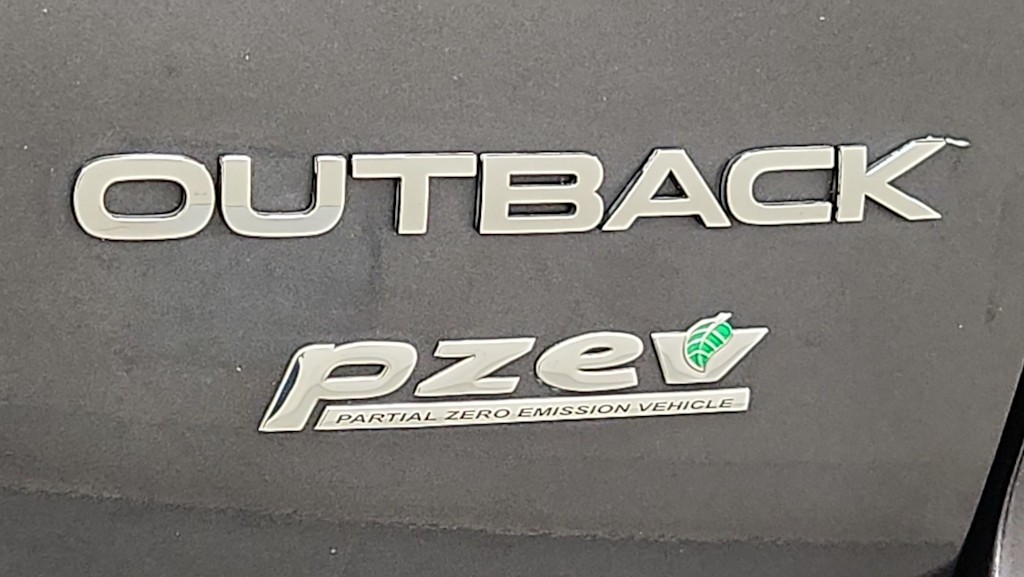 OUTBACK
pzev
PARTIAL ZERO EMISSION VEHICLE